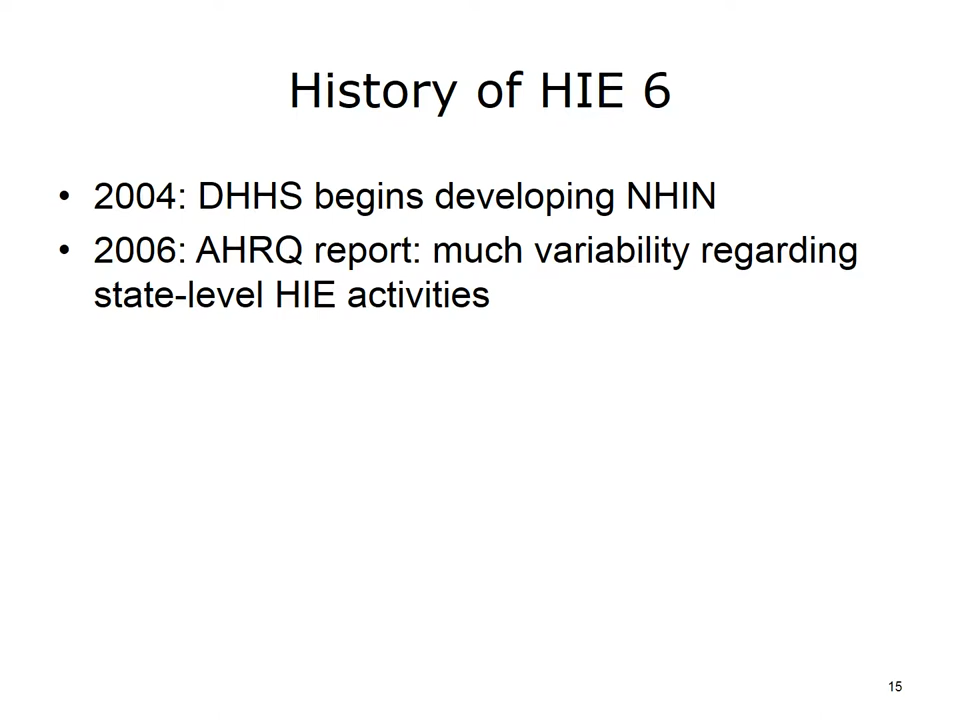 History of HIE 6
• 2004: DHHS begins developing NHIN
• 2006: AHRQ report: much variability regarding
state-level HIE activities
15